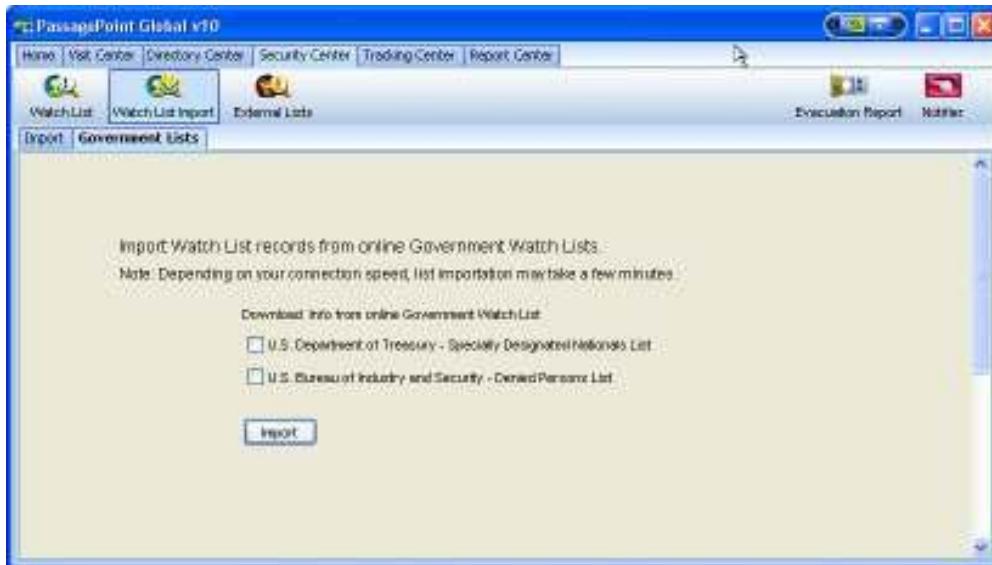 PassagePoint Global v10
Home Visit Center Directory Center Security Center Tracking Center Report Center
Watch List Watch List Import External Lists Evacuation Report Notifier
Import Government Lists
Import Watch List records from online Government Watch Lists.
Note: Depending on your connection speed, list importation may take a few minutes.
Download info from online Government Watch List
U.S. Department of Treasury - Specially Designated Nationals List
U.S. Bureau of Industry and Security - Denied Persons List
Import